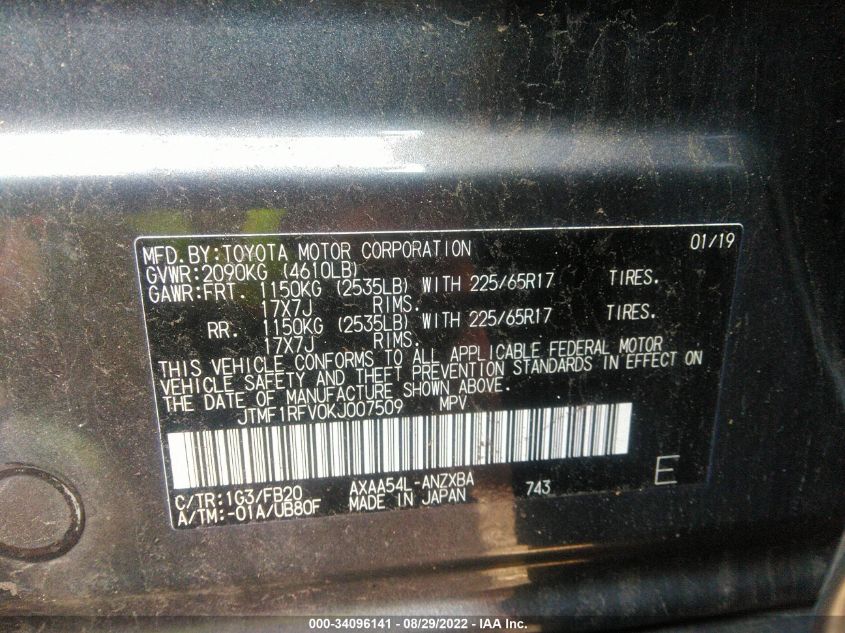 MFD.BY:TOYOTA MOTOR CORPORATION 01/19
GVWR:2090KG (4610LB)
GAWR:FRT. 1150KG (2535LB) WITH 225/65R17 TIRES.
17X7J RIMS.
RR. 1150KG (2535LB) WITH 225/65R17 TIRES.
17X7J RIMS.
THIS VEHICLE CONFORMS TO ALL APPLICABLE FEDERAL MOTOR
VEHICLE SAFETY AND THEFT PREVENTION STANDARDS IN EFFECT ON
THE DATE OF MANUFACTURE SHOWN ABOVE.
JTMF1RFV0KJ007509 MPV
E
C/TR:1G3/FB20 AXAA54L-ANZXBA 743
A/TM:-01A/UB80F MADE IN JAPAN
000-34096141 - 08/29/2022 - IAA Inc.